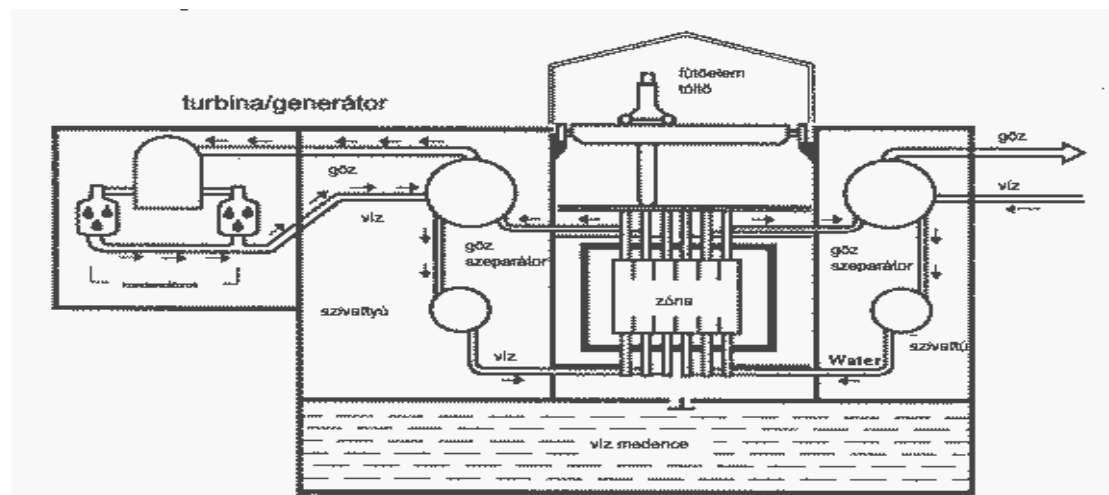 turbina/generátor
fűtőelem
töltő
gőz
víz
gőz
víz
gőz
szeparátor
gőz
szeparátor
kondenzátorok
szivattyú
zóna
szivattyú
víz
Water
víz medence